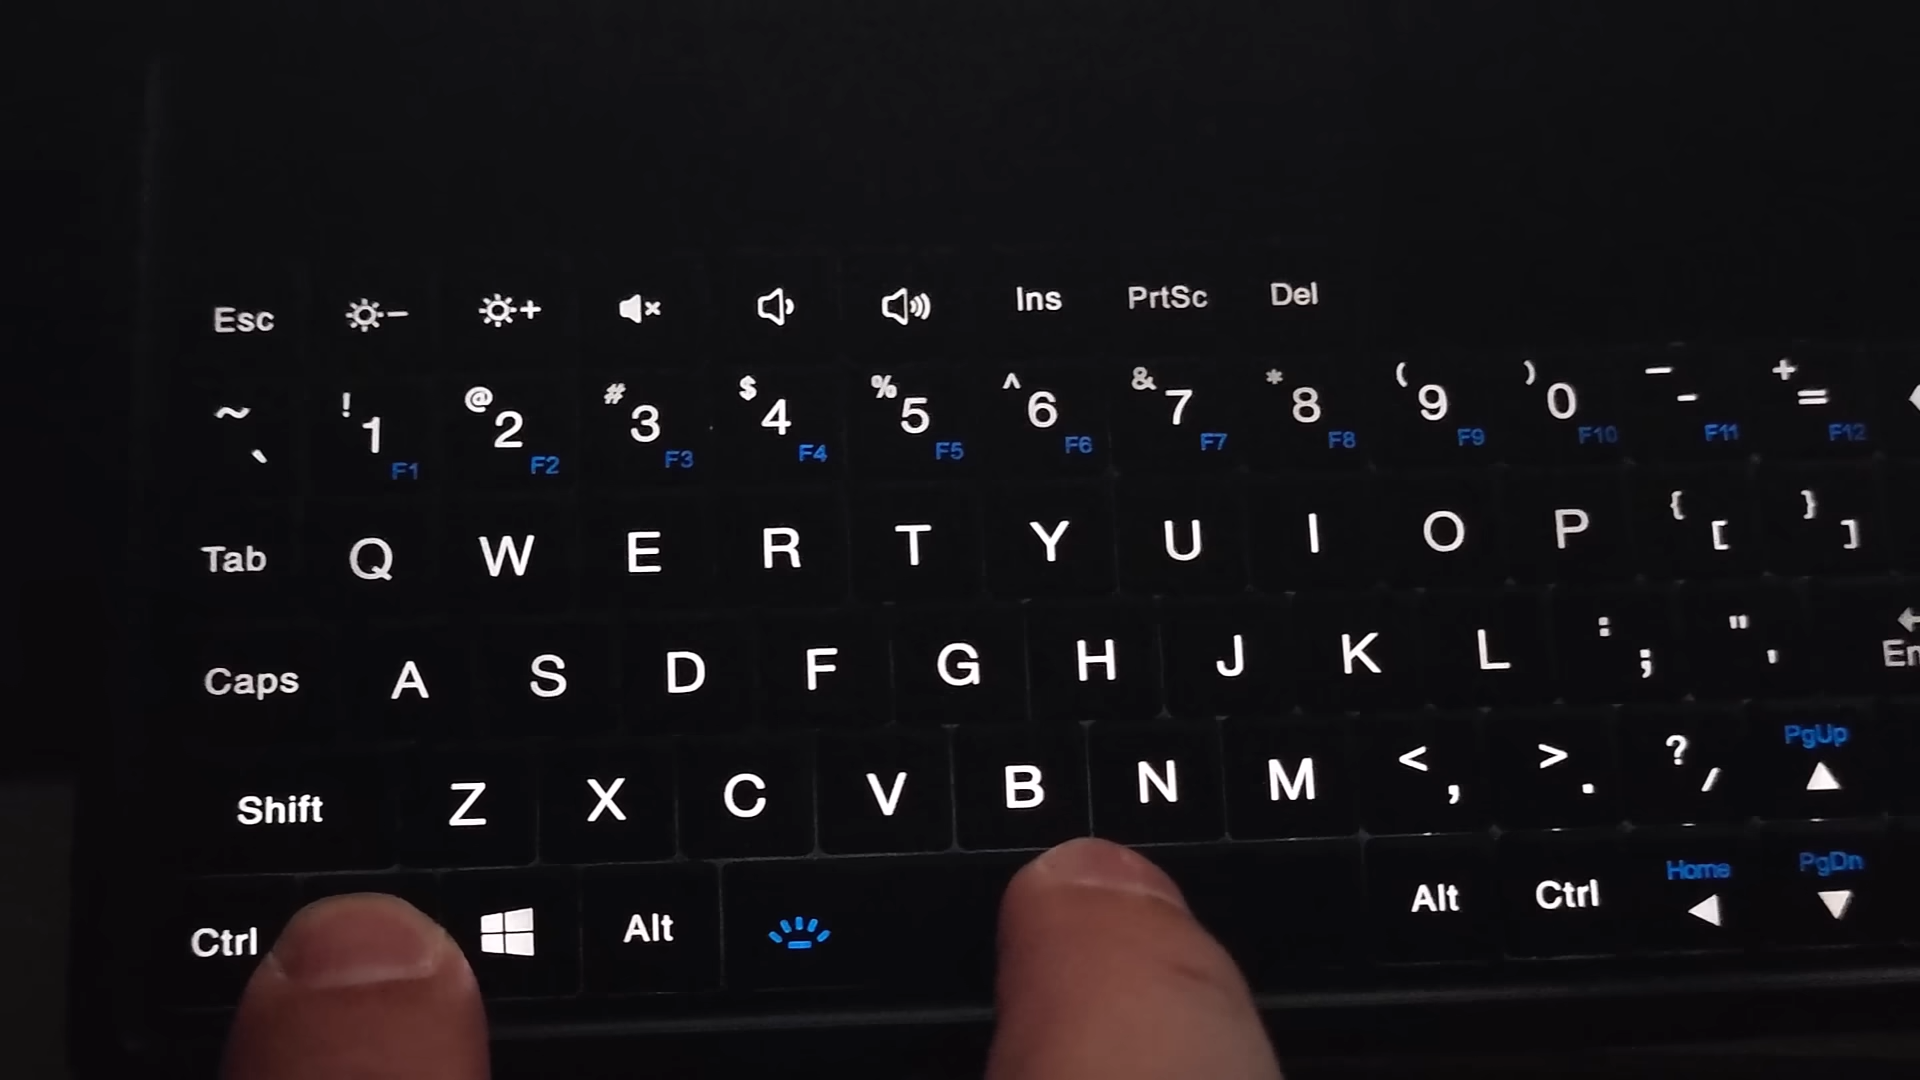 Esc Ins PrtSc Del
~ ` ! 1 F1 @ 2 F2 # 3 F3 $ 4 F4 % 5 F5 ^ 6 F6 & 7 F7 * 8 F8 ( 9 F9 ) 0 F10 _ - F11 + = F12
Tab Q W E R T Y U I O P { [ } ]
Caps A S D F G H J K L : ; " '
Shift Z X C V B N M < , > . ? / PgUp
Ctrl Alt Alt Ctrl Home PgDn